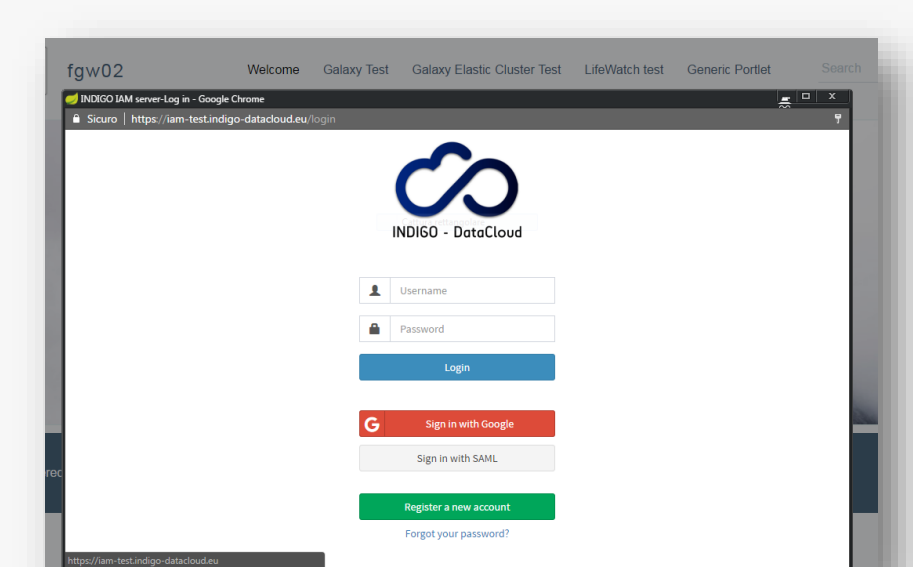 fgw02 Welcome Galaxy Test Galaxy Elastic Cluster Test LifeWatch test Generic Portlet Search
INDIGO IAM server-Log in - Google Chrome
Sicuro | https://iam-test.indigo-datacloud.eu/login
INDIGO - DataCloud
Username
Password
Login
G Sign in with Google
Sign in with SAML
Register a new account
Forgot your password?
https://iam-test.indigo-datacloud.eu